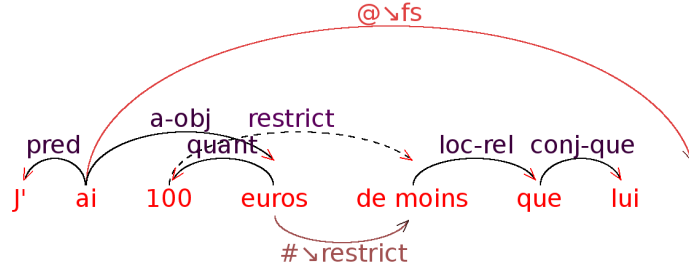 @↘fs
a-obj restrict
pred quant loc-rel conj-que
J' ai 100 euros de moins que lui
#↘restrict